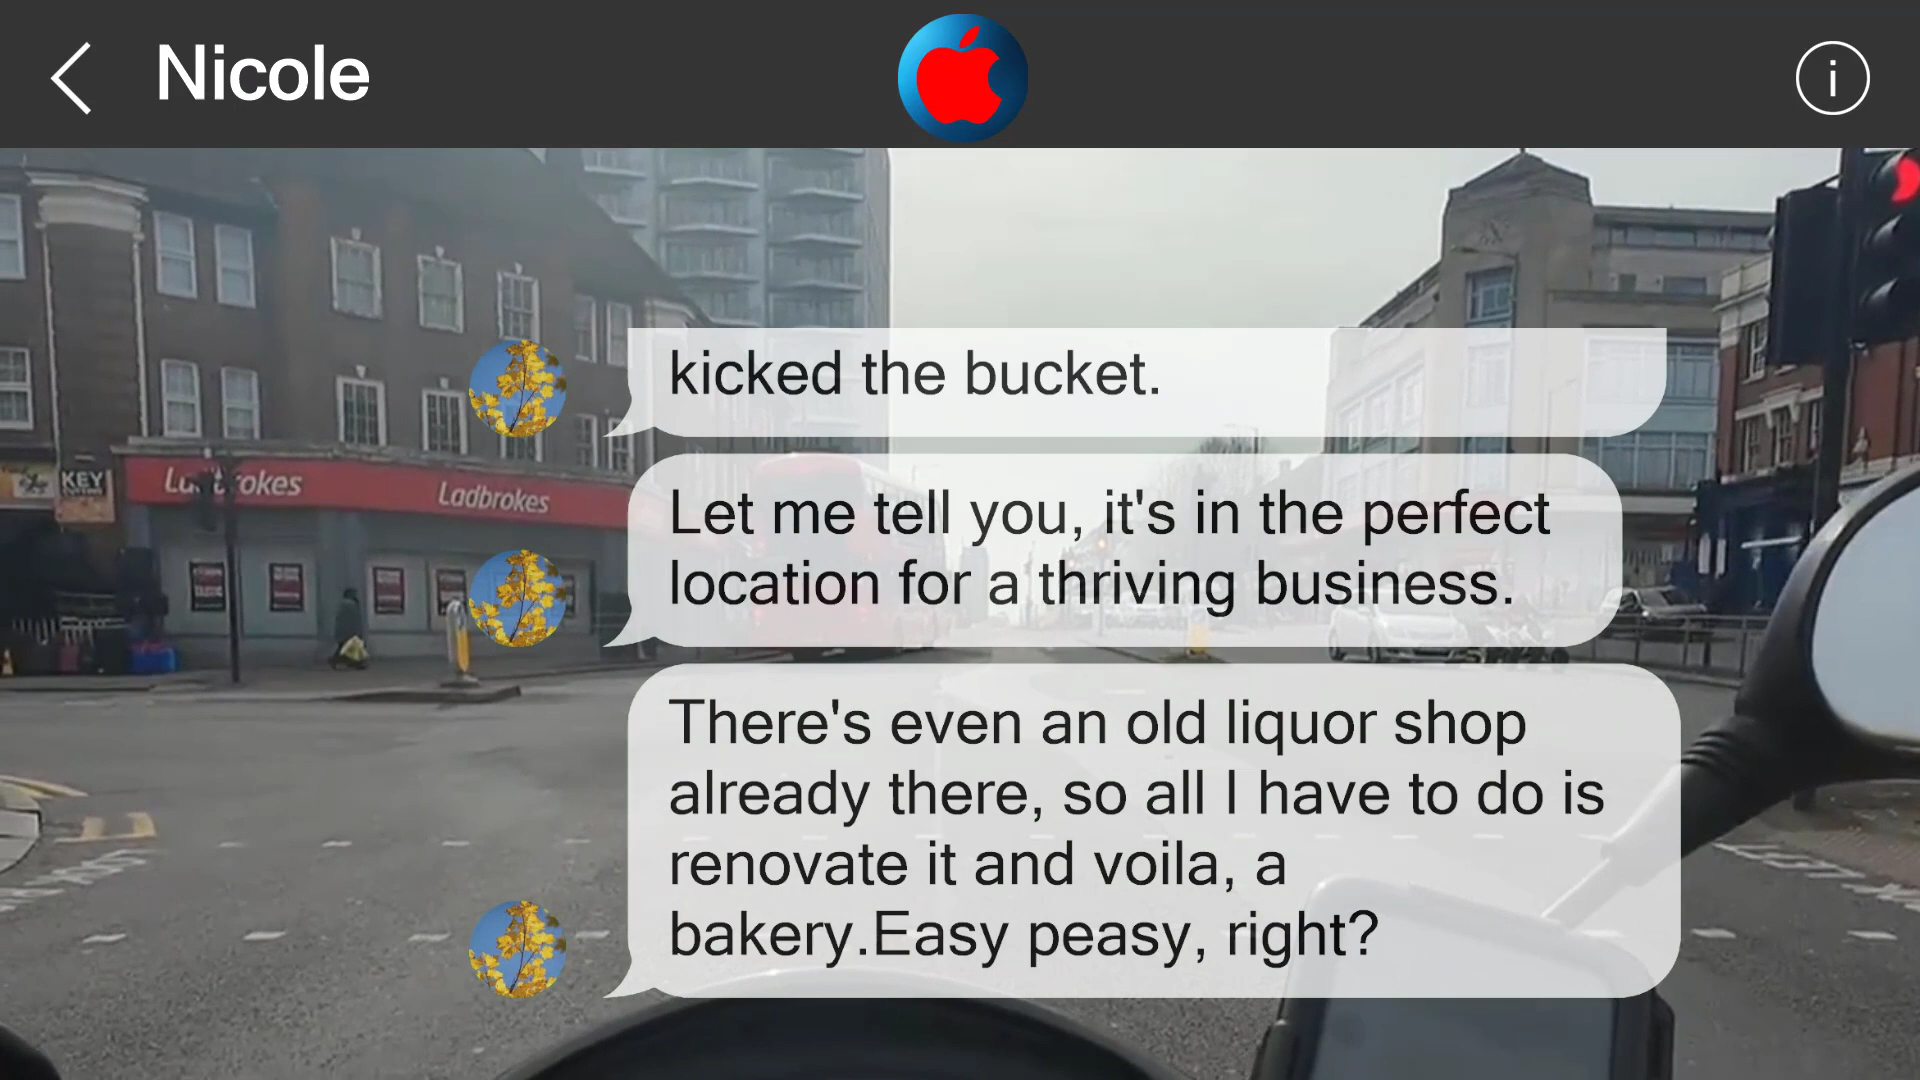 Nicole
kicked the bucket.
Let me tell you, it's in the perfect
location for a thriving business.
There's even an old liquor shop
already there, so all I have to do is
renovate it and voila, a
bakery.Easy peasy, right?
KEY
Ladbrokes
Ladbrokes